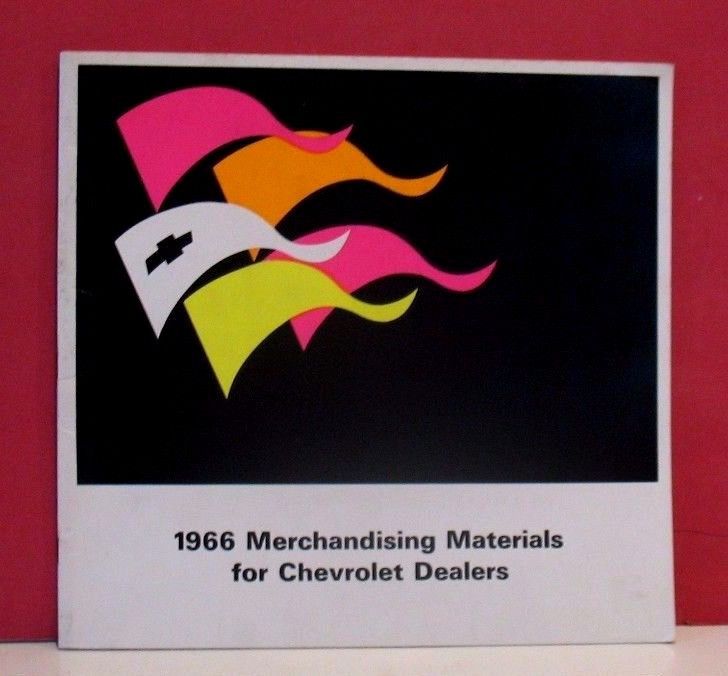 1966 Merchandising Materials
for Chevrolet Dealers